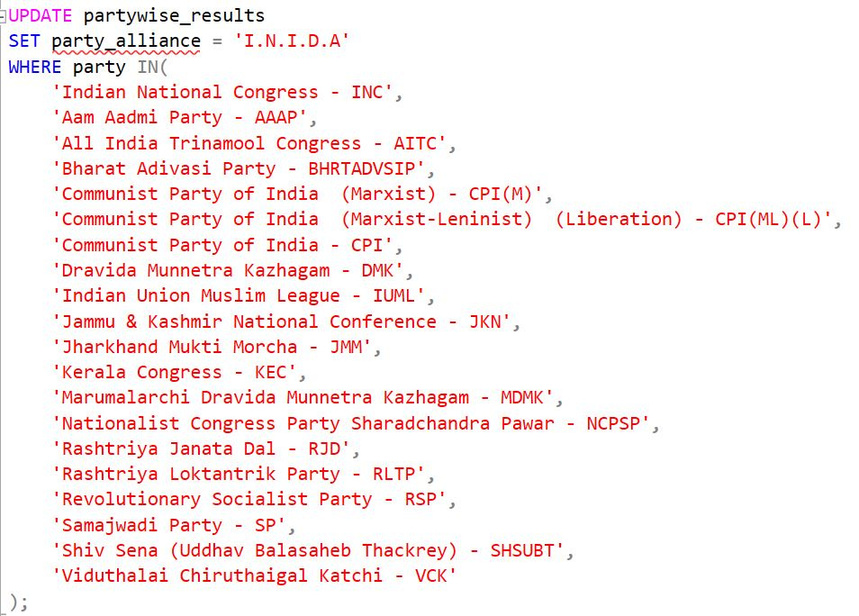 UPDATE partywise_results
SET party_alliance = 'I.N.I.D.A'
WHERE party IN(
'Indian National Congress - INC',
'Aam Aadmi Party - AAAP',
'All India Trinamool Congress - AITC',
'Bharat Adivasi Party - BHRTADVSIP',
'Communist Party of India  (Marxist) - CPI(M)',
'Communist Party of India  (Marxist-Leninist)  (Liberation) - CPI(ML)(L)',
'Communist Party of India - CPI',
'Dravida Munnetra Kazhagam - DMK',
'Indian Union Muslim League - IUML',
'Jammu & Kashmir National Conference - JKN',
'Jharkhand Mukti Morcha - JMM',
'Kerala Congress - KEC',
'Marumalarchi Dravida Munnetra Kazhagam - MDMK',
'Nationalist Congress Party Sharadchandra Pawar - NCPSP',
'Rashtriya Janata Dal - RJD',
'Rashtriya Loktantrik Party - RLTP',
'Revolutionary Socialist Party - RSP',
'Samajwadi Party - SP',
'Shiv Sena (Uddhav Balasaheb Thackrey) - SHSUBT',
'Viduthalai Chiruthaigal Katchi - VCK'
);